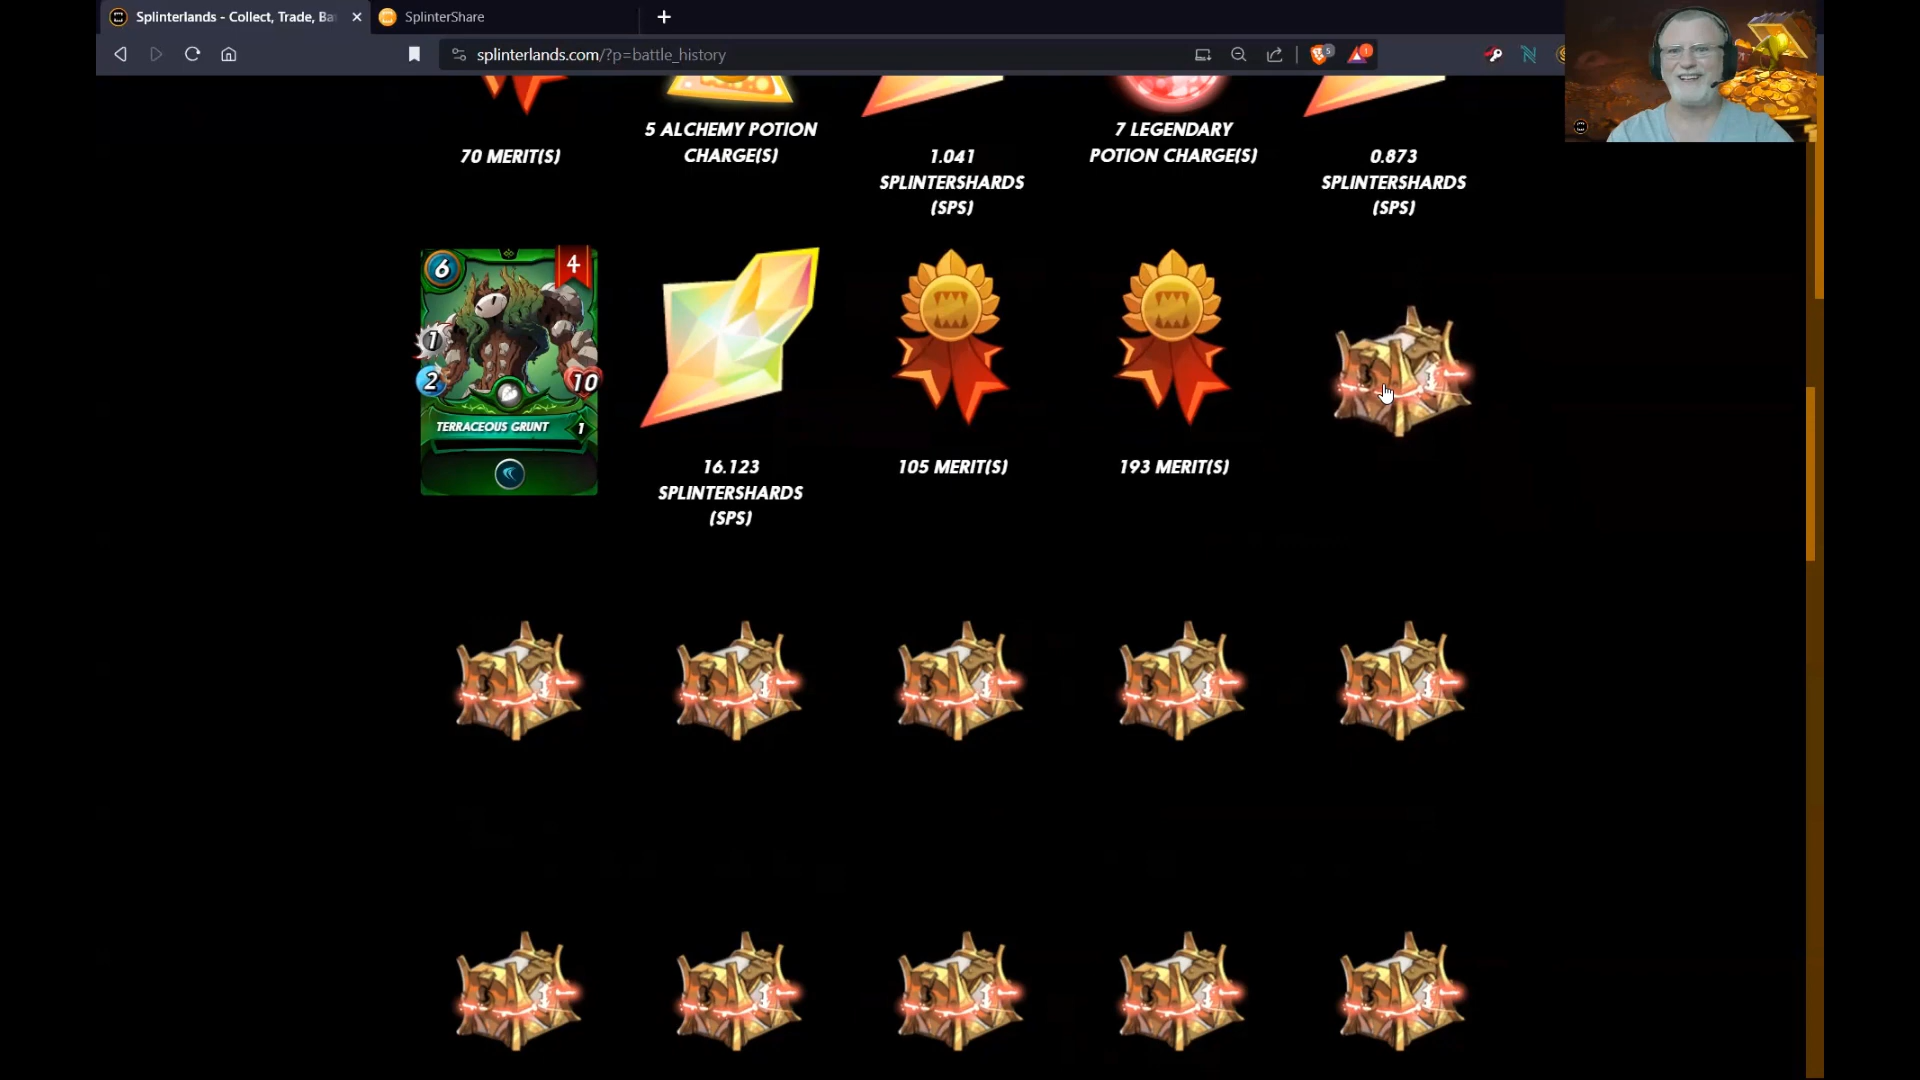 Splinterlands - Collect, Trade, Ba
SplinterShare
splinterlands.com/?p=battle_history
5
1
70 MERIT(S)
5 ALCHEMY POTION
CHARGE(S)
1.041
SPLINTERSHARDS
(SPS)
7 LEGENDARY
POTION CHARGE(S)
0.873
SPLINTERSHARDS
(SPS)
6
4
1
2
10
TERRACEOUS GRUNT
1
16.123
SPLINTERSHARDS
(SPS)
105 MERIT(S)
193 MERIT(S)